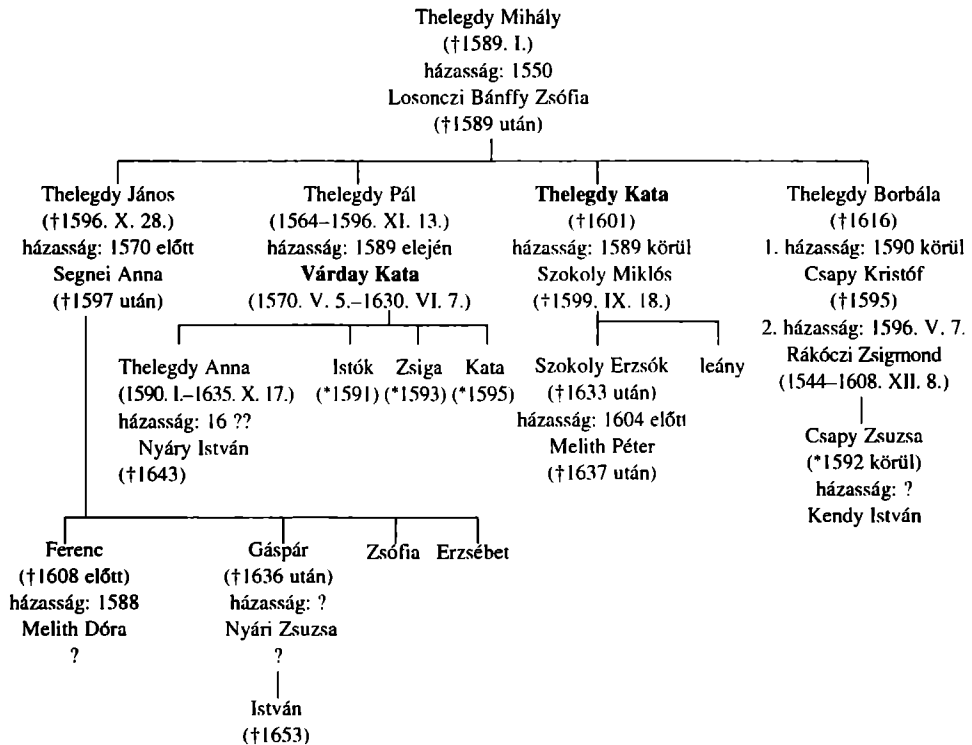 Thelegdy Mihály
(†1589. I.)
házasság: 1550
Losonczi Bánffy Zsófia
(†1589 után)
Thelegdy János
(†1596. X. 28.)
házasság: 1570 előtt
Segnei Anna
(†1597 után)
Thelegdy Pál
(1564–1596. XI. 13.)
házasság: 1589 elején
Várday Kata
(1570. V. 5.–1630. VI. 7.)
Thelegdy Kata
(†1601)
házasság: 1589 körül
Szokoly Miklós
(†1599. IX. 18.)
Thelegdy Borbála
(†1616)
1. házasság: 1590 körül
Csapy Kristóf
(†1595)
2. házasság: 1596. V. 7.
Rákóczi Zsigmond
(1544–1608. XII. 8.)
Thelegdy Anna
(1590. I.–1635. X. 17.)
házasság: 16 ??
Nyáry István
(†1643)
Istók
(*1591)
Zsiga
(*1593)
Kata
(*1595)
Szokoly Erzsók
(†1633 után)
házasság: 1604 előtt
Melith Péter
(†1637 után)
leány
Csapy Zsuzsa
(*1592 körül)
házasság: ?
Kendy István
Ferenc
(†1608 előtt)
házasság: 1588
Melith Dóra
?
Gáspár
(†1636 után)
házasság: ?
Nyári Zsuzsa
?
Zsófia
Erzsébet
István
(†1653)